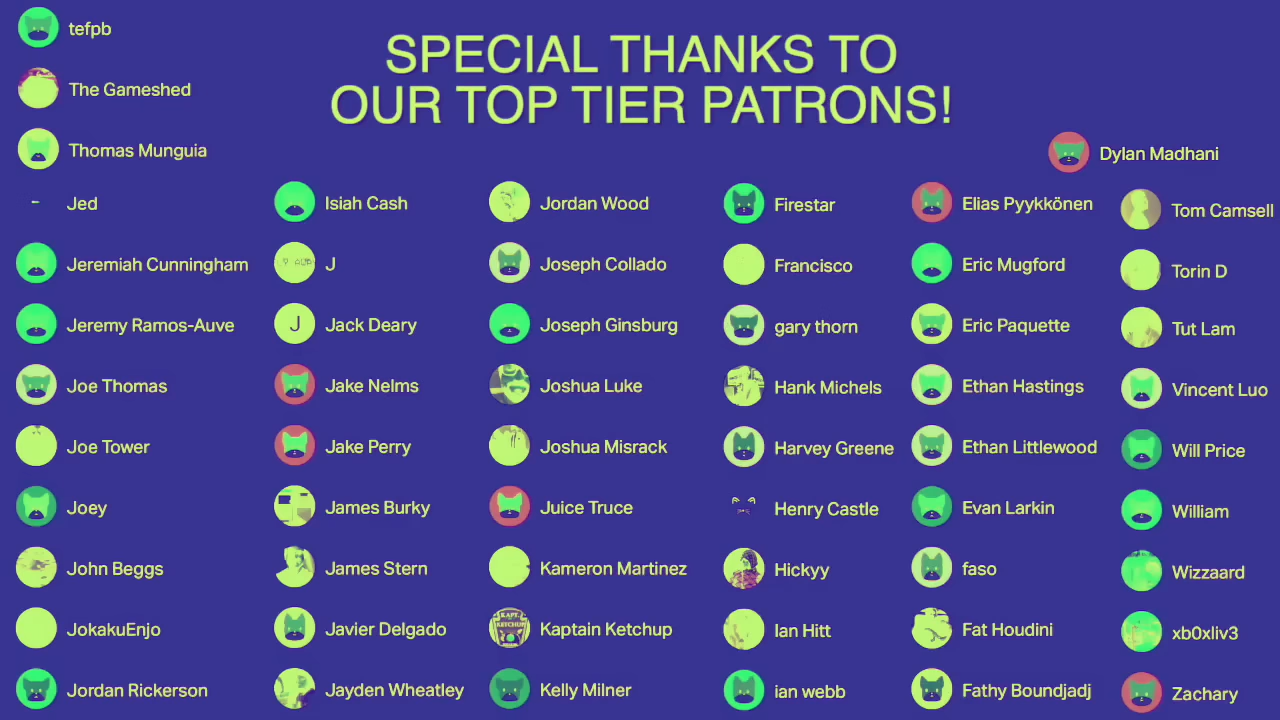 SPECIAL THANKS TO
OUR TOP TIER PATRONS!
tefpb
The Gameshed
Thomas Munguia
Dylan Madhani
Jed
Jeremiah Cunningham
Jeremy Ramos-Auve
Joe Thomas
Joe Tower
Joey
John Beggs
JokakuEnjo
Jordan Rickerson
Isiah Cash
J
J
Jack Deary
Jake Nelms
Jake Perry
James Burky
James Stern
Javier Delgado
Jayden Wheatley
Jordan Wood
Joseph Collado
Joseph Ginsburg
Joshua Luke
Joshua Misrack
Juice Truce
Kameron Martinez
KAPT
KETCHUP
Kaptain Ketchup
Kelly Milner
Firestar
Francisco
gary thorn
Hank Michels
Harvey Greene
Henry Castle
Hickyy
Ian Hitt
ian webb
Elias Pyykkönen
Eric Mugford
Eric Paquette
Ethan Hastings
Ethan Littlewood
Evan Larkin
faso
Fat Houdini
Fathy Boundjadj
Tom Camsell
Torin D
Tut Lam
Vincent Luo
Will Price
William
Wizzaard
xb0xliv3
Zachary